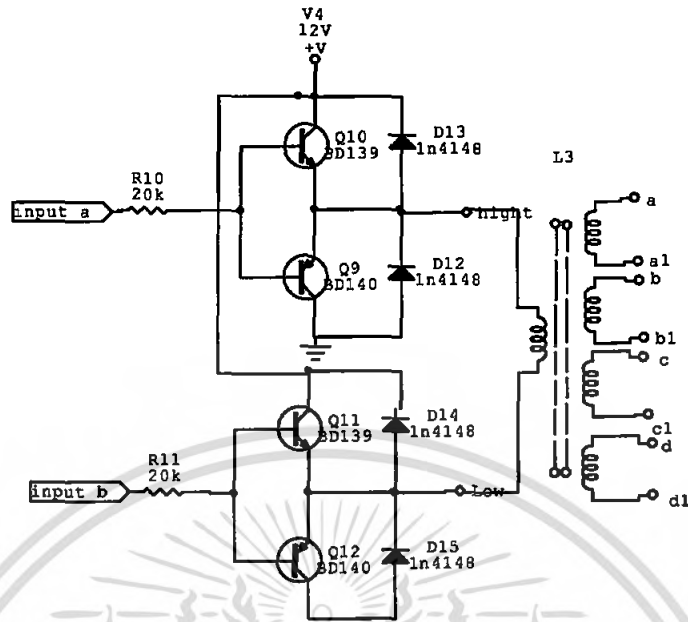 V4
12V
+V
Q10
BD139
D13
1n4148
L3
R10
20k
input a
hight
a
a1
Q9
BD140
D12
1n4148
b
b1
c
c1
Q11
BD139
D14
1n4148
R11
20k
input b
Low
d
d1
Q12
BD140
D15
1n4148